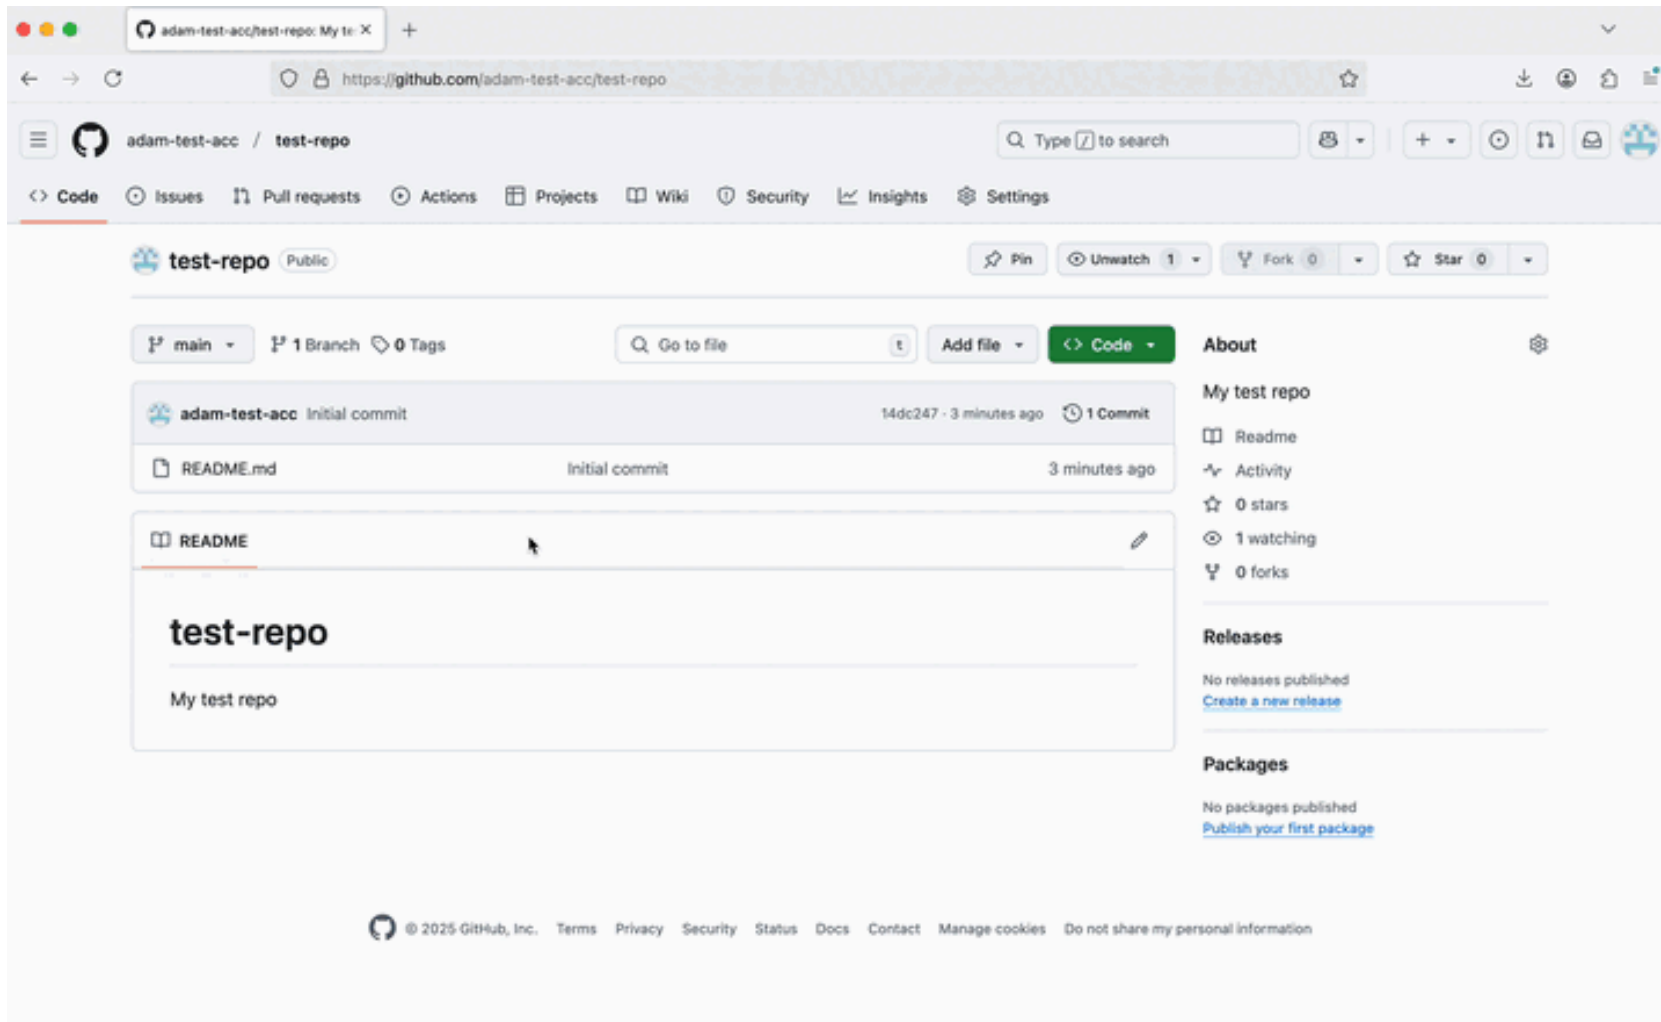 adam-test-acc/test-repo: My te
https://github.com/adam-test-acc/test-repo
adam-test-acc / test-repo
Type / to search
Code Issues Pull requests Actions Projects Wiki Security Insights Settings
test-repo Public
Pin Unwatch 1 Fork 0 Star 0
main 1 Branch 0 Tags Go to file t Add file Code
adam-test-acc Initial commit 14dc247 · 3 minutes ago 1 Commit
README.md Initial commit 3 minutes ago
README
test-repo
My test repo
About
My test repo
Readme
Activity
0 stars
1 watching
0 forks
Releases
No releases published
Create a new release
Packages
No packages published
Publish your first package
© 2025 GitHub, Inc. Terms Privacy Security Status Docs Contact Manage cookies Do not share my personal information